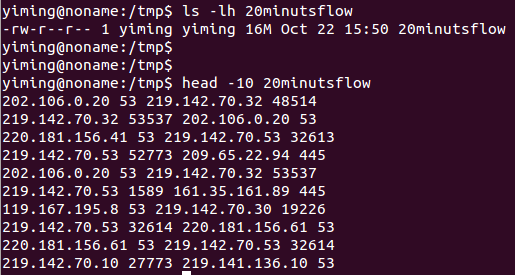 yiming@noname:/tmp$ ls -lh 20minutsflow
-rw-r--r-- 1 yiming yiming 16M Oct 22 15:50 20minutsflow
yiming@noname:/tmp$
yiming@noname:/tmp$
yiming@noname:/tmp$ head -10 20minutsflow
202.106.0.20 53 219.142.70.32 48514
219.142.70.32 53537 202.106.0.20 53
220.181.156.41 53 219.142.70.53 32613
219.142.70.53 52773 209.65.22.94 445
202.106.0.20 53 219.142.70.32 53537
219.142.70.53 1589 161.35.161.89 445
119.167.195.8 53 219.142.70.30 19226
219.142.70.53 32614 220.181.156.61 53
220.181.156.61 53 219.142.70.53 32614
219.142.70.10 27773 219.141.136.10 53